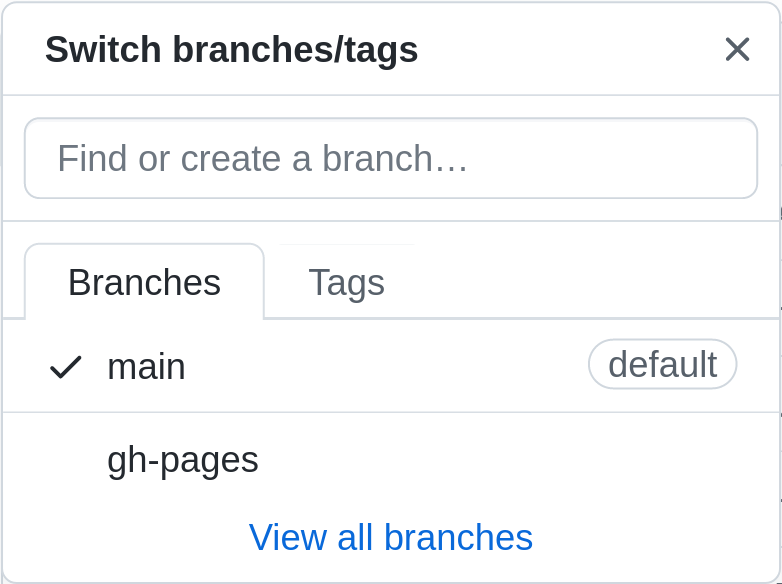 Switch branches/tags
Find or create a branch…
Branches Tags
main default
gh-pages
View all branches